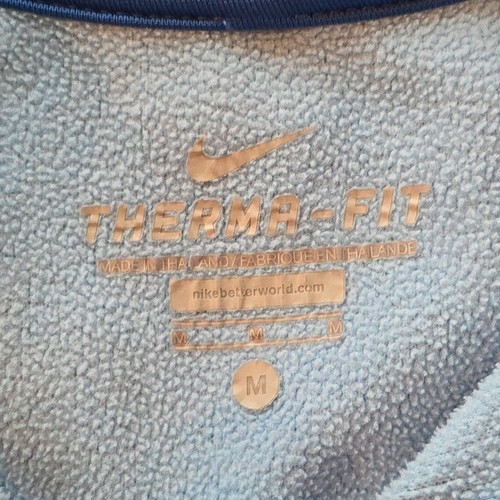 THERMA-FIT
MADE IN THAILAND/FABRIQUE EN THAILANDE
nikebetterworld.com
M M M
M